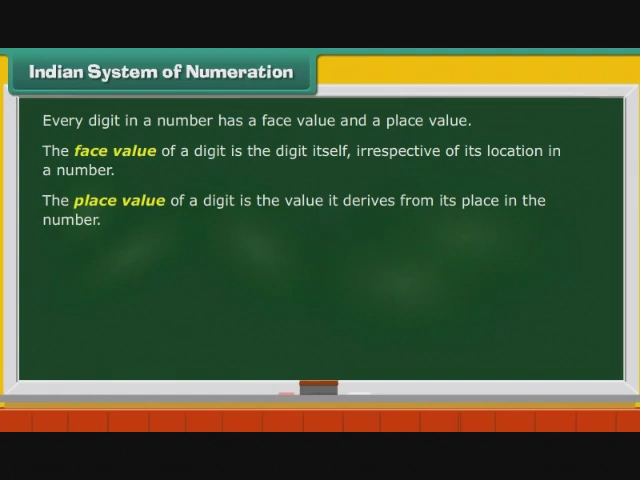 Indian System of Numeration
Every digit in a number has a face value and a place value.
The face value of a digit is the digit itself, irrespective of its location in
a number.
The place value of a digit is the value it derives from its place in the
number.